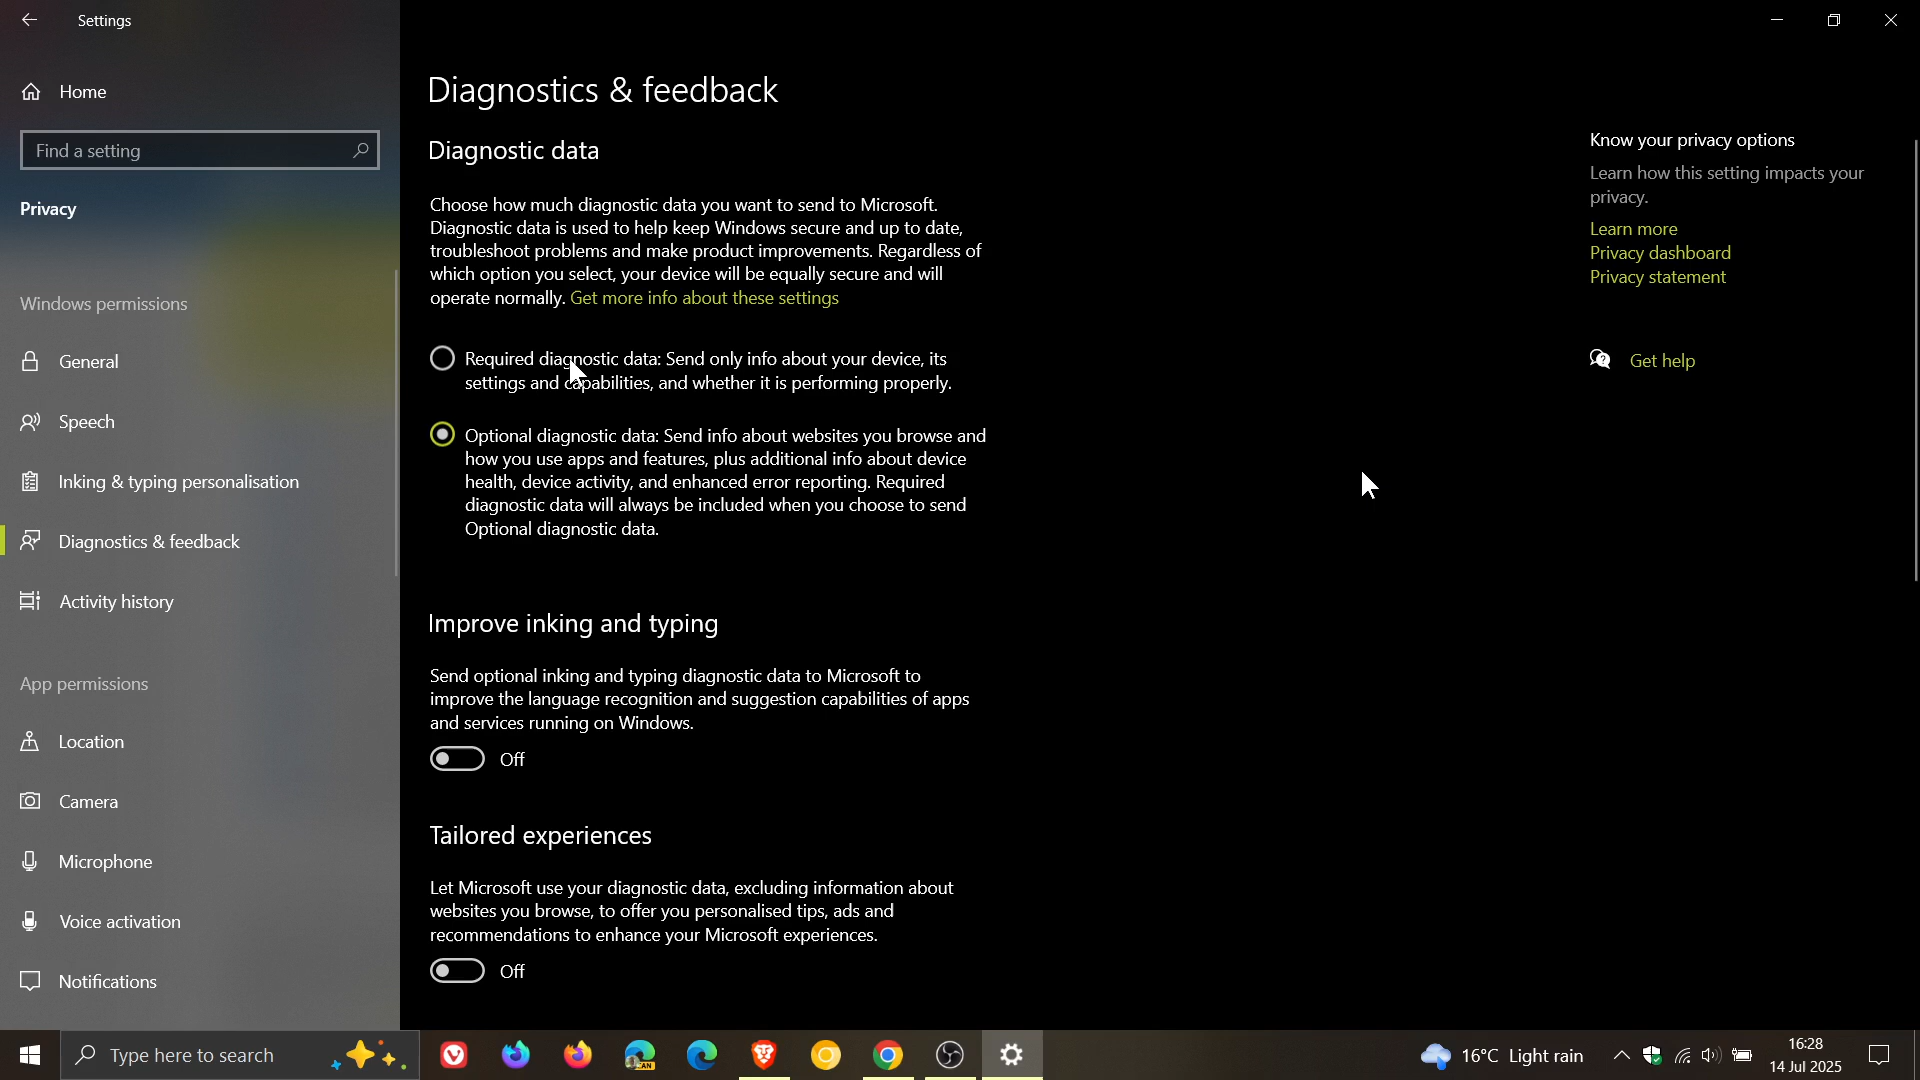 Settings
Home
Find a setting
Privacy
Windows permissions
General
Speech
Inking & typing personalisation
Diagnostics & feedback
Activity history
App permissions
Location
Camera
Microphone
Voice activation
Notifications
Diagnostics & feedback
Diagnostic data
Choose how much diagnostic data you want to send to Microsoft.
Diagnostic data is used to help keep Windows secure and up to date,
troubleshoot problems and make product improvements. Regardless of
which option you select, your device will be equally secure and will
operate normally. Get more info about these settings
Required diagnostic data: Send only info about your device, its
settings and capabilities, and whether it is performing properly.
Optional diagnostic data: Send info about websites you browse and
how you use apps and features, plus additional info about device
health, device activity, and enhanced error reporting. Required
diagnostic data will always be included when you choose to send
Optional diagnostic data.
Improve inking and typing
Send optional inking and typing diagnostic data to Microsoft to
improve the language recognition and suggestion capabilities of apps
and services running on Windows.
Off
Tailored experiences
Let Microsoft use your diagnostic data, excluding information about
websites you browse, to offer you personalised tips, ads and
recommendations to enhance your Microsoft experiences.
Off
Know your privacy options
Learn how this setting impacts your
privacy.
Learn more
Privacy dashboard
Privacy statement
Get help
Type here to search
CAN
16°C Light rain
16:28
14 Jul 2025